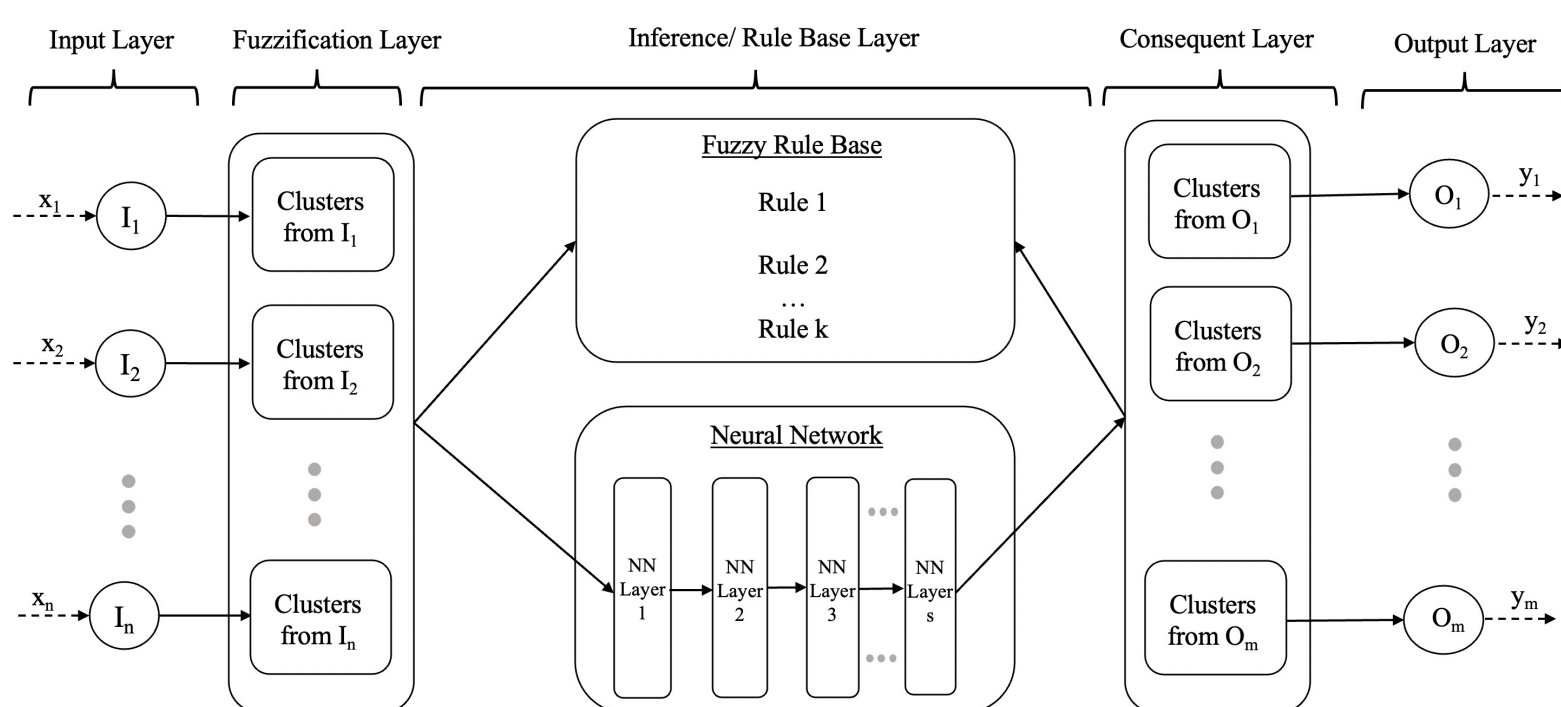 Input Layer
Fuzzification Layer
Inference/ Rule Base Layer
Consequent Layer
Output Layer
x₁
I₁
Clusters
from I₁
x₂
I₂
Clusters
from I₂
xₙ
Iₙ
Clusters
from Iₙ
Fuzzy Rule Base
Rule 1
Rule 2
...
Rule k
Neural Network
NN
Layer
1
NN
Layer
2
NN
Layer
3
NN
Layer
s
Clusters
from O₁
O₁
y₁
Clusters
from O₂
O₂
y₂
Clusters
from Oₘ
Oₘ
yₘ